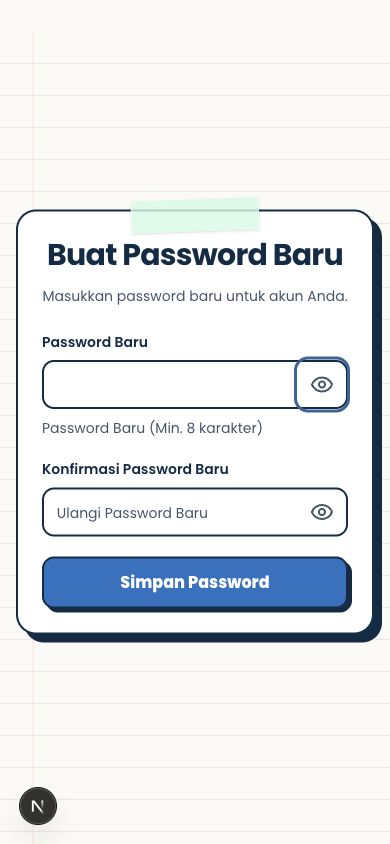 Buat Password Baru
Masukkan password baru untuk akun Anda.
Password Baru
Password Baru (Min. 8 karakter)
Konfirmasi Password Baru
Ulangi Password Baru
Simpan Password
N